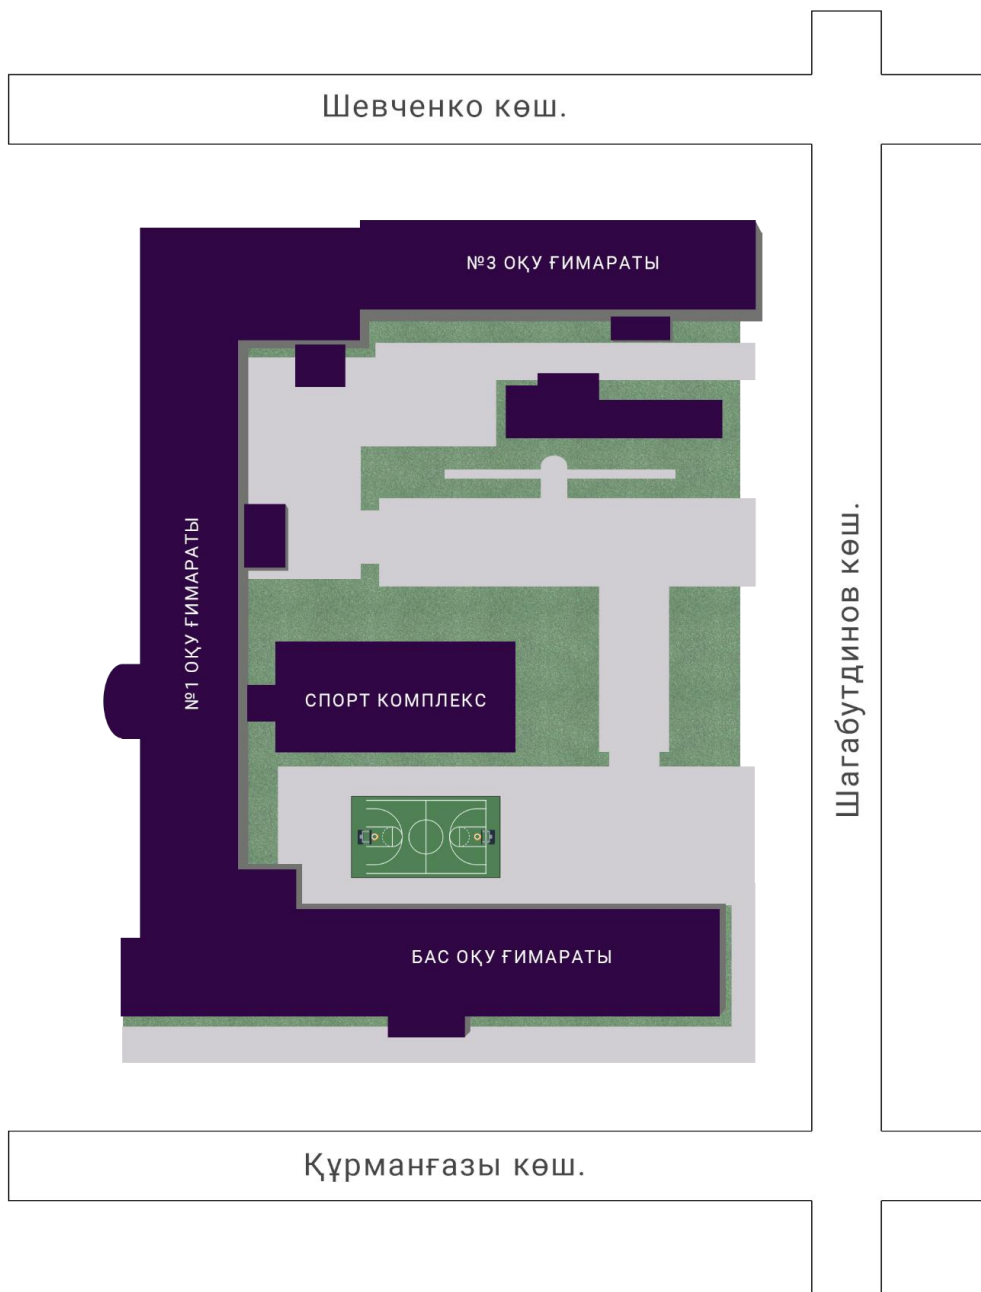 Шевченко көш.
№3 ОҚУ ҒИМАРАТЫ
№1 ОҚУ ҒИМАРАТЫ
Шагабутдинов көш.
СПОРТ КОМПЛЕКС
БАС ОҚУ ҒИМАРАТЫ
Құрманғазы көш.